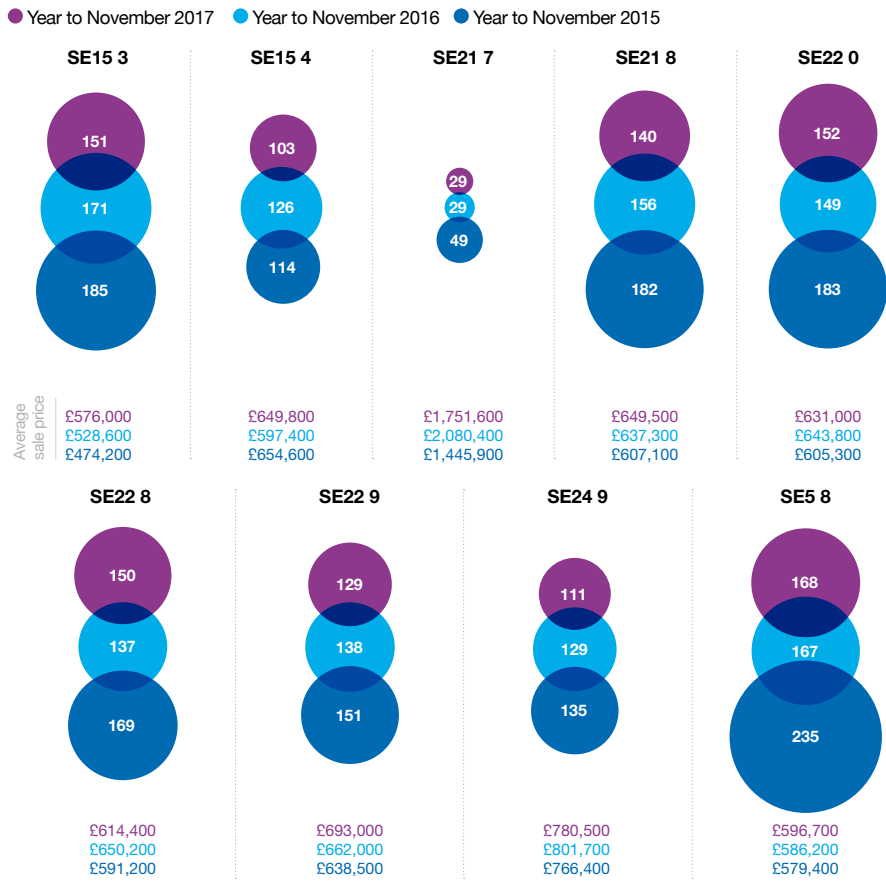 Year to November 2017 Year to November 2016 Year to November 2015
SE15 3 SE15 4 SE21 7 SE21 8 SE22 0
151 103 29 140 152
171 126 29 156 149
185 114 49 182 183
Average
sale price
£576,000 £649,800 £1,751,600 £649,500 £631,000
£528,600 £597,400 £2,080,400 £637,300 £643,800
£474,200 £654,600 £1,445,900 £607,100 £605,300
SE22 8 SE22 9 SE24 9 SE5 8
150 129 111 168
137 138 129 167
169 151 135 235
£614,400 £693,000 £780,500 £596,700
£650,200 £662,000 £801,700 £586,200
£591,200 £638,500 £766,400 £579,400